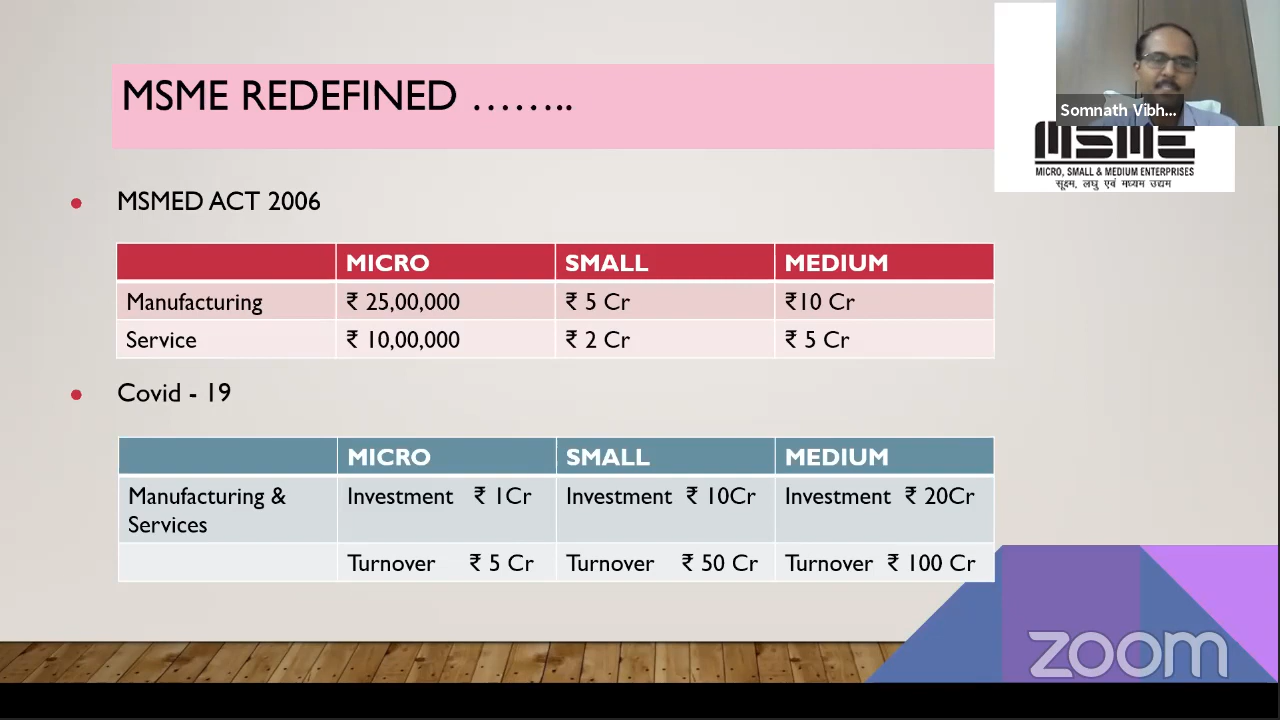 MSME REDEFINED ……..
Somnath Vibh...
MSME
MICRO, SMALL & MEDIUM ENTERPRISES
सूक्ष्म, लघु एवं मध्यम उद्यम
• MSMED ACT 2006
MICRO SMALL MEDIUM
Manufacturing ₹ 25,00,000 ₹ 5 Cr ₹10 Cr
Service ₹ 10,00,000 ₹ 2 Cr ₹ 5 Cr
• Covid - 19
MICRO SMALL MEDIUM
Manufacturing & Investment ₹ 1Cr Investment ₹ 10Cr Investment ₹ 20Cr
Services
Turnover ₹ 5 Cr Turnover ₹ 50 Cr Turnover ₹ 100 Cr
zoom